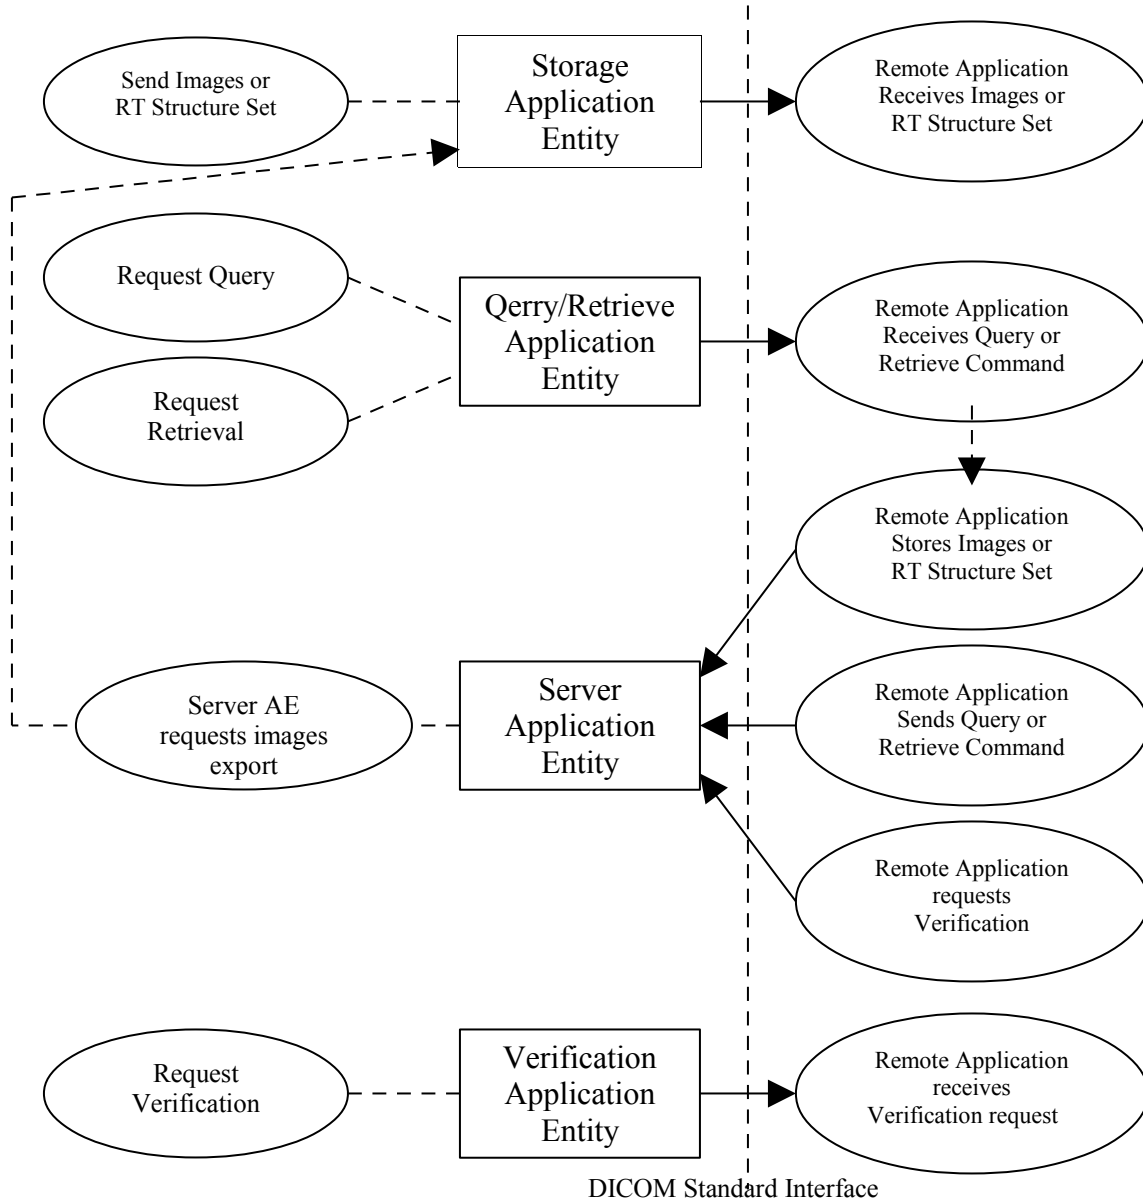 Send Images or
RT Structure Set
Storage
Application
Entity
Remote Application
Receives Images or
RT Structure Set
Request Query
Qerry/Retrieve
Application
Entity
Remote Application
Receives Query or
Retrieve Command
Request
Retrieval
Remote Application
Stores Images or
RT Structure Set
Server AE
requests images
export
Server
Application
Entity
Remote Application
Sends Query or
Retrieve Command
Remote Application
requests
Verification
Request
Verification
Verification
Application
Entity
Remote Application
receives
Verification request
DICOM Standard Interface